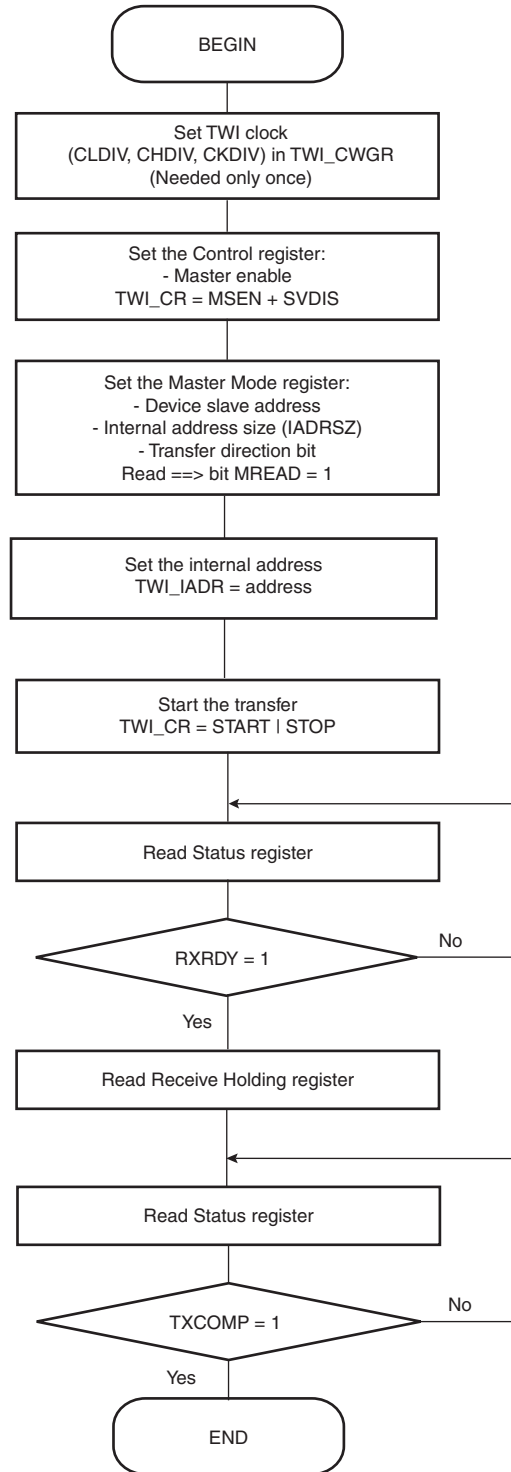 BEGIN
Set TWI clock
(CLDIV, CHDIV, CKDIV) in TWI_CWGR
(Needed only once)
Set the Control register:
- Master enable
TWI_CR = MSEN + SVDIS
Set the Master Mode register:
- Device slave address
- Internal address size (IADRSZ)
- Transfer direction bit
Read ==> bit MREAD = 1
Set the internal address
TWI_IADR = address
Start the transfer
TWI_CR = START | STOP
Read Status register
RXRDY = 1
No
Yes
Read Receive Holding register
Read Status register
TXCOMP = 1
No
Yes
END